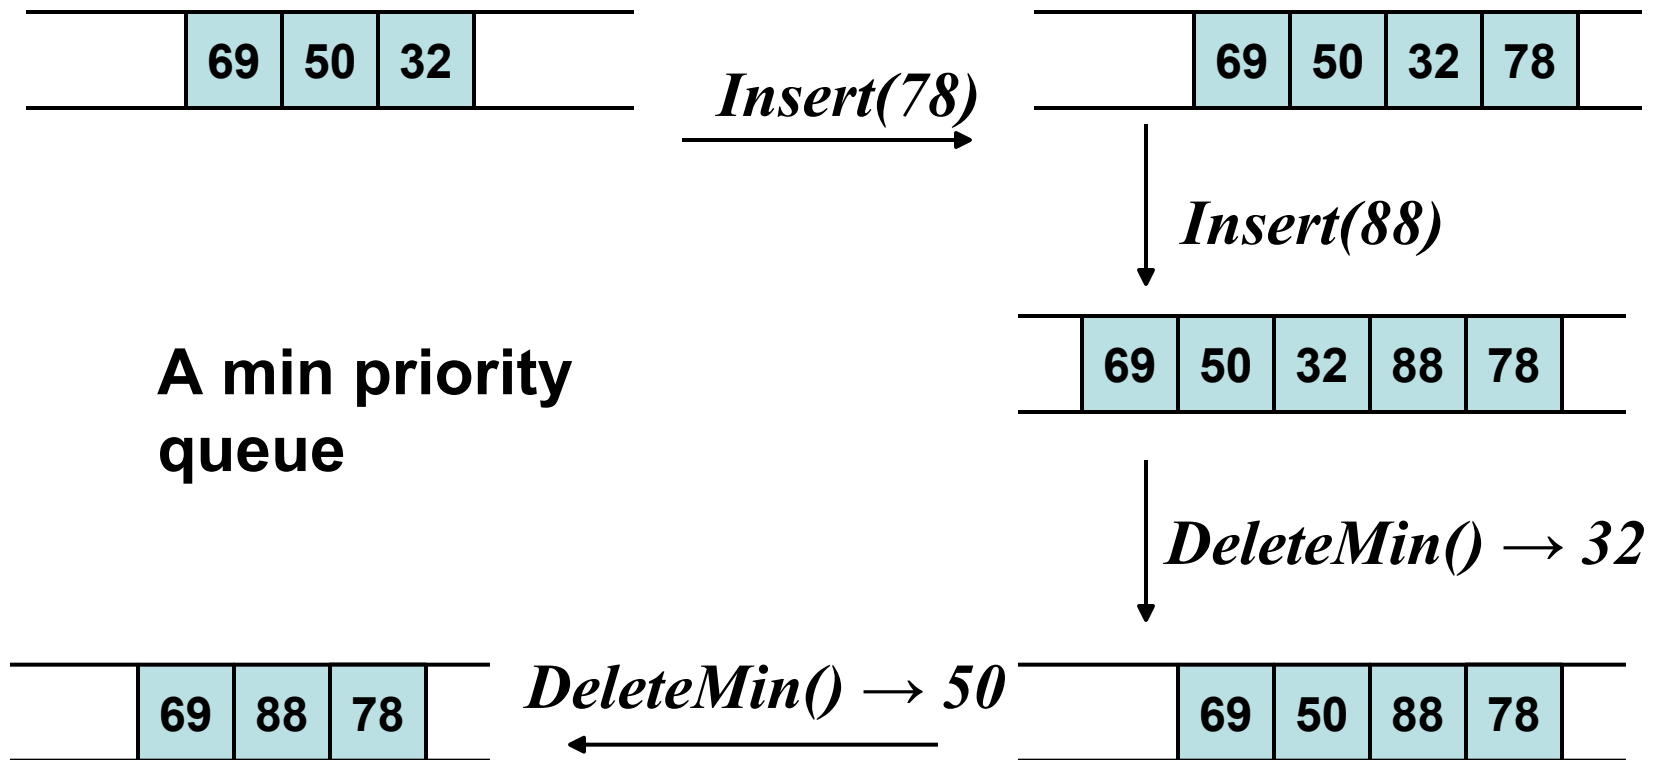 69 50 32
Insert(78)
69 50 32 78
Insert(88)
69 50 32 88 78
A min priority
queue
DeleteMin() → 32
69 50 88 78
DeleteMin() → 50
69 88 78